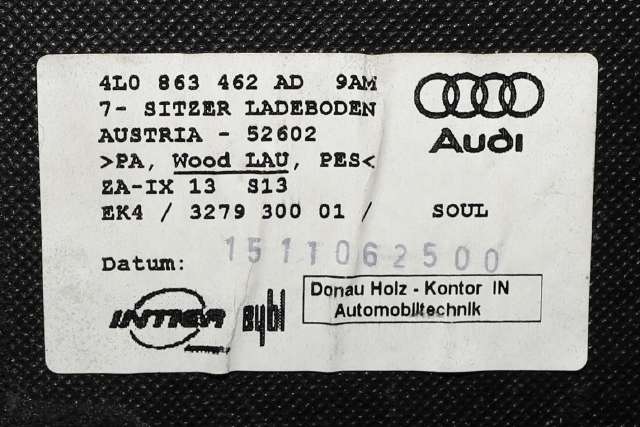 4L0 863 462 AD 9AM
7- SITZER LADEBODEN
AUSTRIA - 52602
>PA, Wood LAU, PES<
ZA-IX 13 S13
EK4 / 3279 300 01 / SOUL
Audi
Datum: 1511062500
INTIER
eybl
Donau Holz - Kontor IN
Automobiltechnik